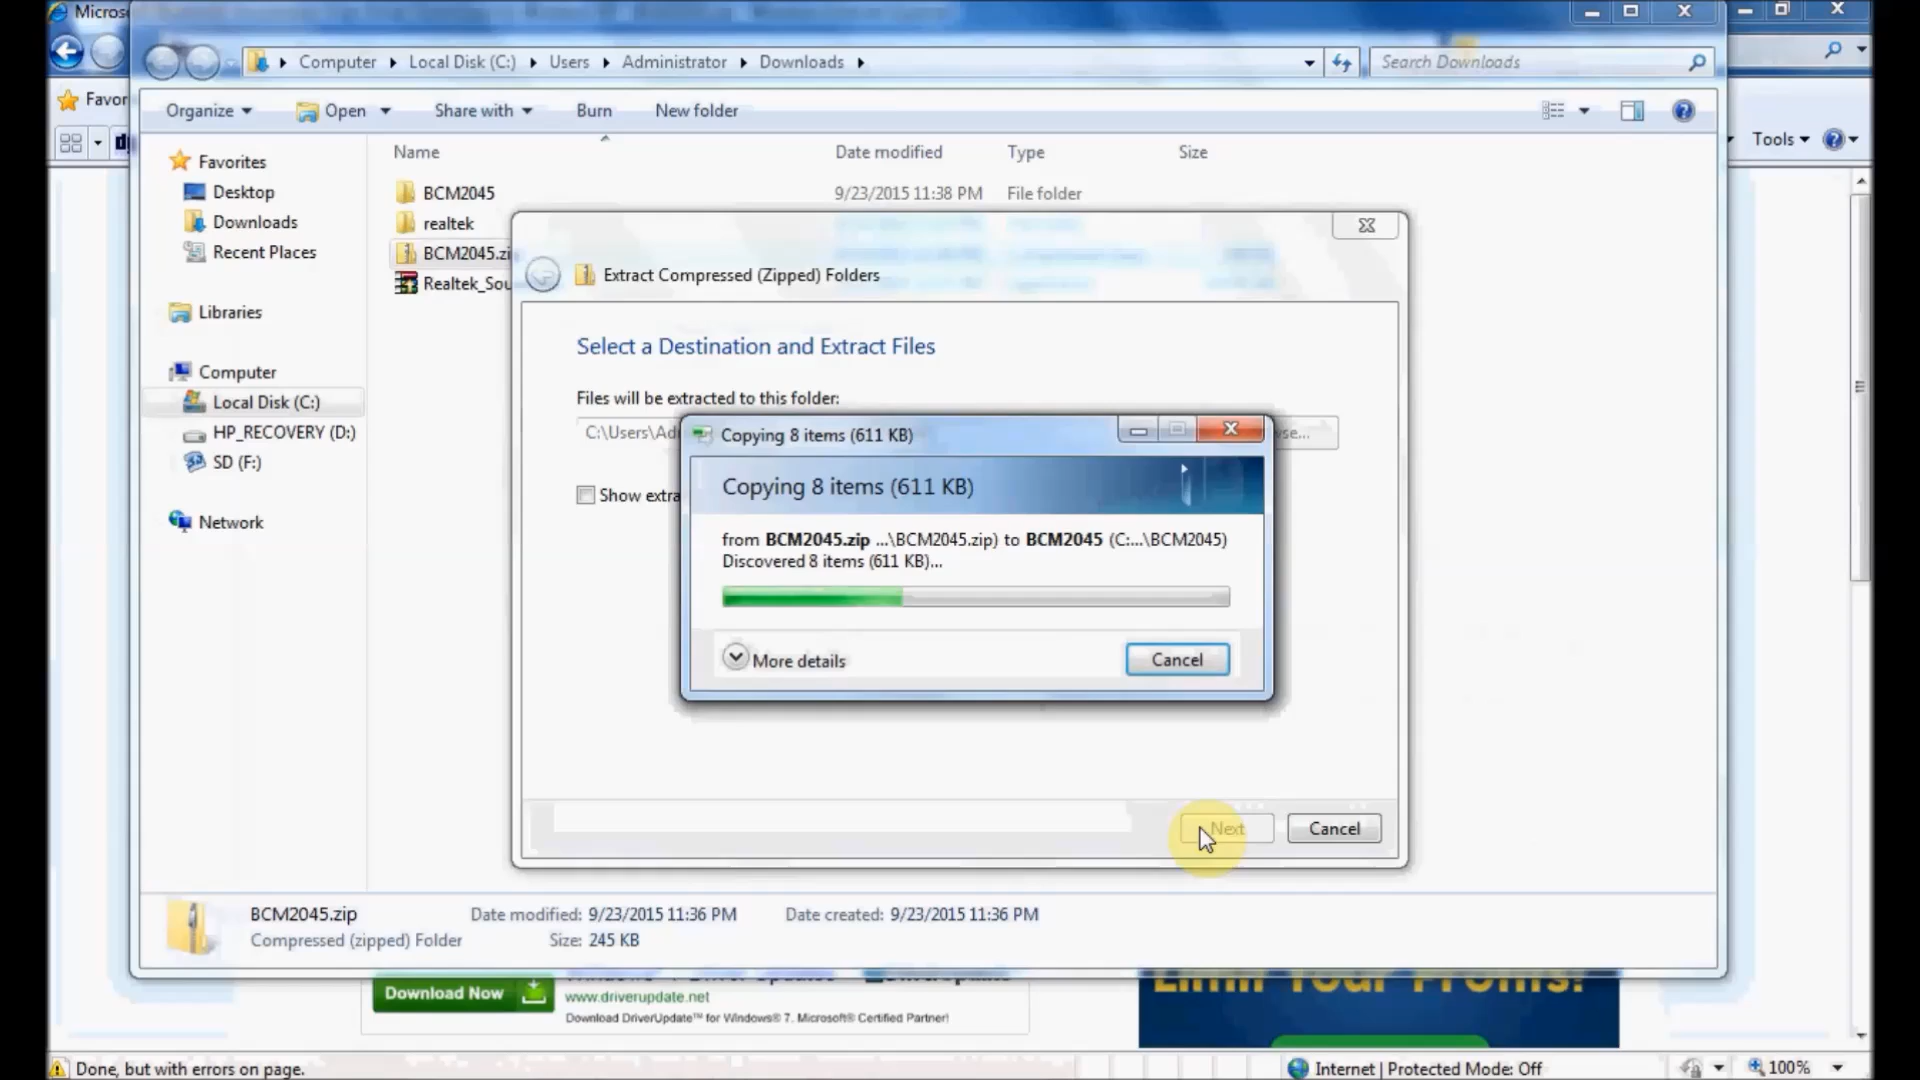 Micros
Computer
Local Disk (C:)
Users
Administrator
Downloads
Search Downloads
Favor
Organize
Open
Share with
Burn
New folder
Tools
Name
Date modified
Type
Size
Favorites
Desktop
Downloads
Recent Places
Libraries
Computer
Local Disk (C:)
HP_RECOVERY (D:)
SD (F:)
Network
BCM2045
9/23/2015 11:38 PM
File folder
realtek
BCM2045.zi
Realtek_Sou
Extract Compressed (Zipped) Folders
Select a Destination and Extract Files
Files will be extracted to this folder:
C:\Users\Ad
se...
Show extra
Copying 8 items (611 KB)
Copying 8 items (611 KB)
from BCM2045.zip ...\BCM2045.zip) to BCM2045 (C:...\BCM2045)
Discovered 8 items (611 KB)...
More details
Cancel
Next
Cancel
BCM2045.zip
Date modified: 9/23/2015 11:36 PM
Date created: 9/23/2015 11:36 PM
Compressed (zipped) Folder
Size: 245 KB
Download Now
www.driverupdate.net
Download DriverUpdate™ for Windows® 7. Microsoft® Certified Partner!
Done, but with errors on page.
Internet | Protected Mode: Off
100%